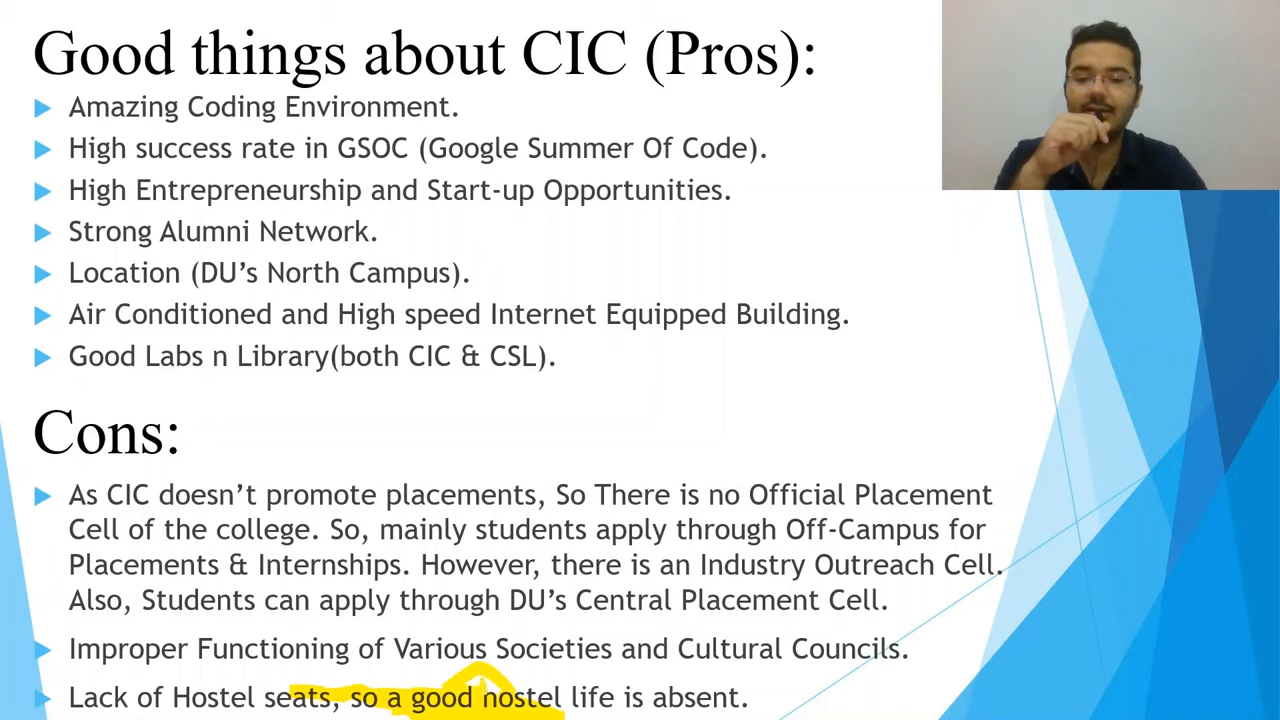 Good things about CIC (Pros):
Amazing Coding Environment.
High success rate in GSOC (Google Summer Of Code).
High Entrepreneurship and Start-up Opportunities.
Strong Alumni Network.
Location (DU’s North Campus).
Air Conditioned and High speed Internet Equipped Building.
Good Labs n Library(both CIC & CSL).
Cons:
As CIC doesn’t promote placements, So There is no Official Placement
Cell of the college. So, mainly students apply through Off-Campus for
Placements & Internships. However, there is an Industry Outreach Cell.
Also, Students can apply through DU’s Central Placement Cell.
Improper Functioning of Various Societies and Cultural Councils.
Lack of Hostel seats, so a good hostel life is absent.